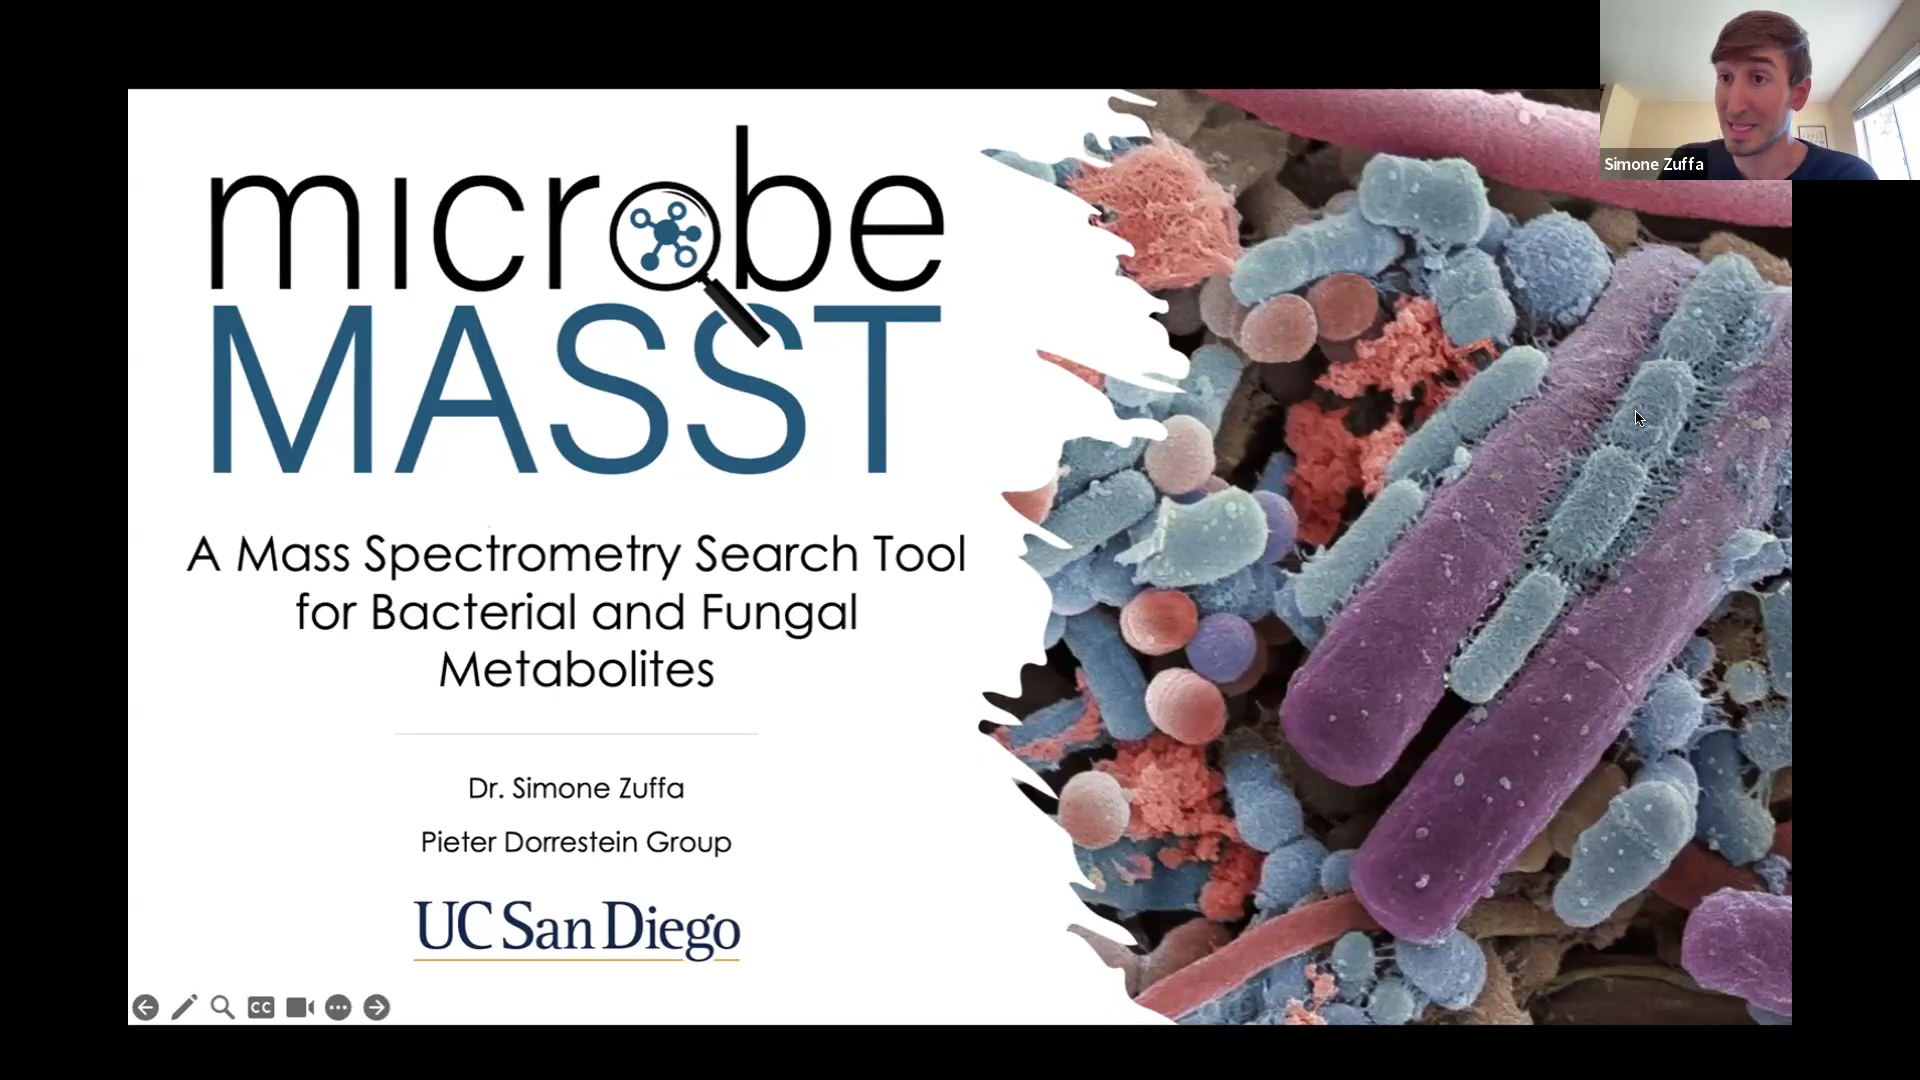 microbe
MASST
A Mass Spectrometry Search Tool
for Bacterial and Fungal
Metabolites
Dr. Simone Zuffa
Pieter Dorrestein Group
UC San Diego
Simone Zuffa
CC